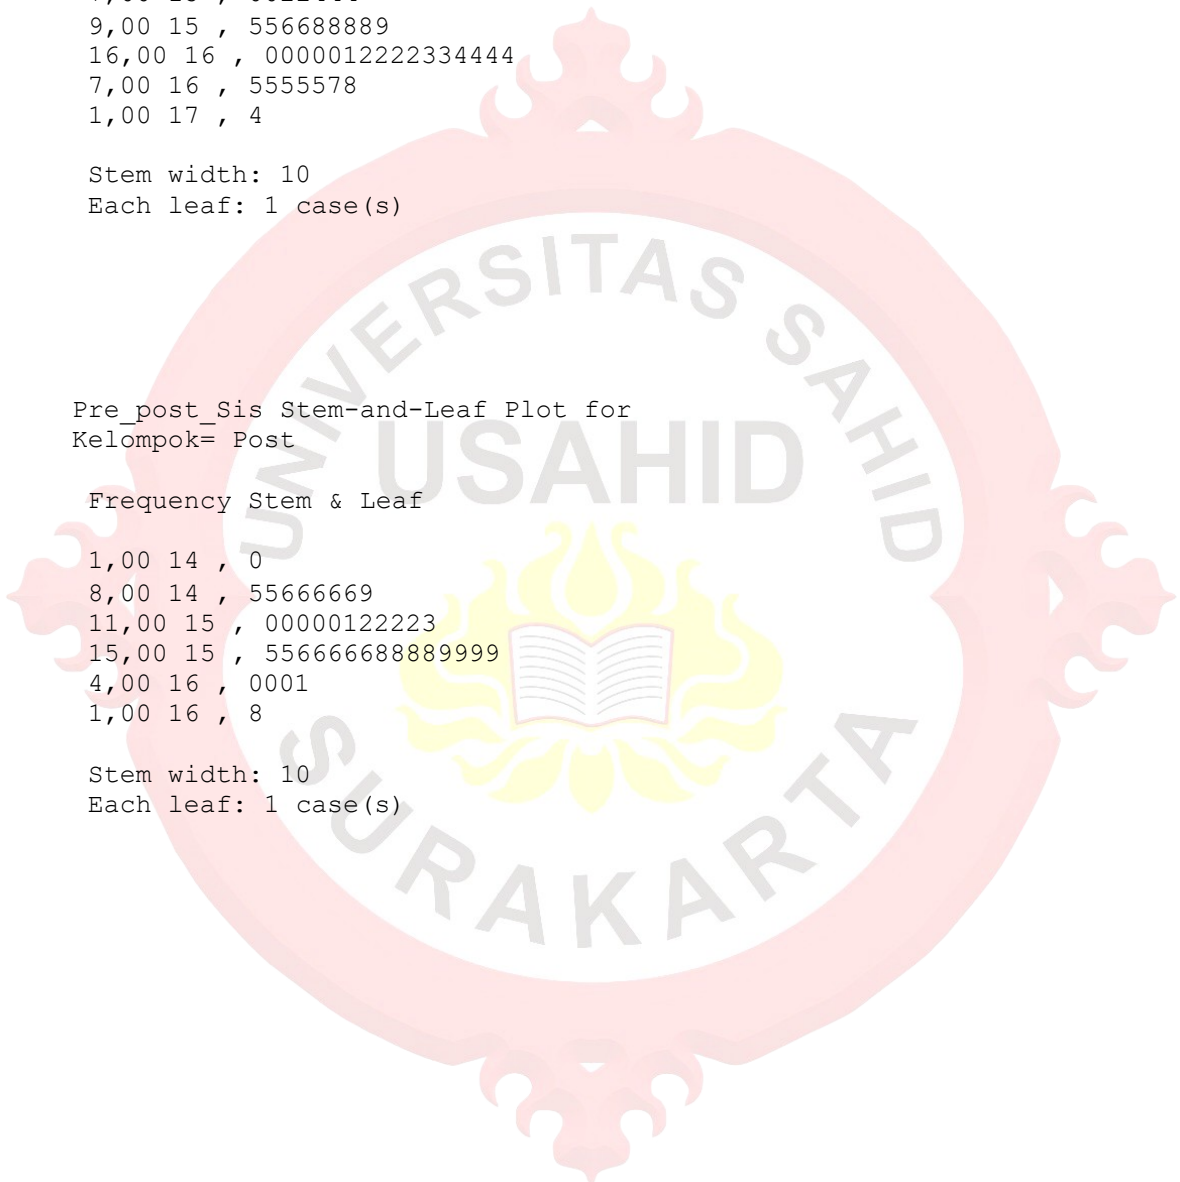 9,00 15 , 556688889
16,00 16 , 0000012222334444
7,00 16 , 5555578
1,00 17 , 4
Stem width: 10
Each leaf: 1 case(s)
Pre_post_Sis Stem-and-Leaf Plot for
Kelompok= Post
Frequency Stem & Leaf
1,00 14 , 0
8,00 14 , 55666669
11,00 15 , 00000122223
15,00 15 , 556666688889999
4,00 16 , 0001
1,00 16 , 8
Stem width: 10
Each leaf: 1 case(s)
UNIVERSITAS SAHID
USAHID
SURAKARTA